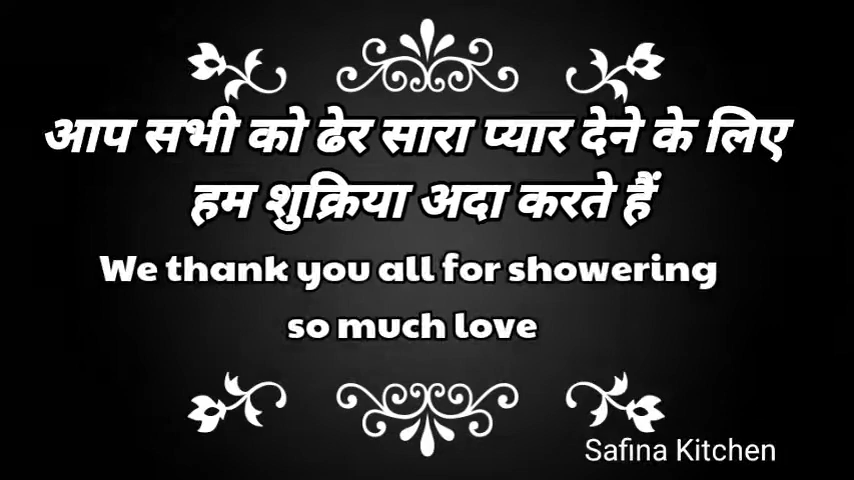 आप सभी को ढेर सारा प्यार देने के लिए
हम शुक्रिया अदा करते हैं
We thank you all for showering
so much love
Safina Kitchen